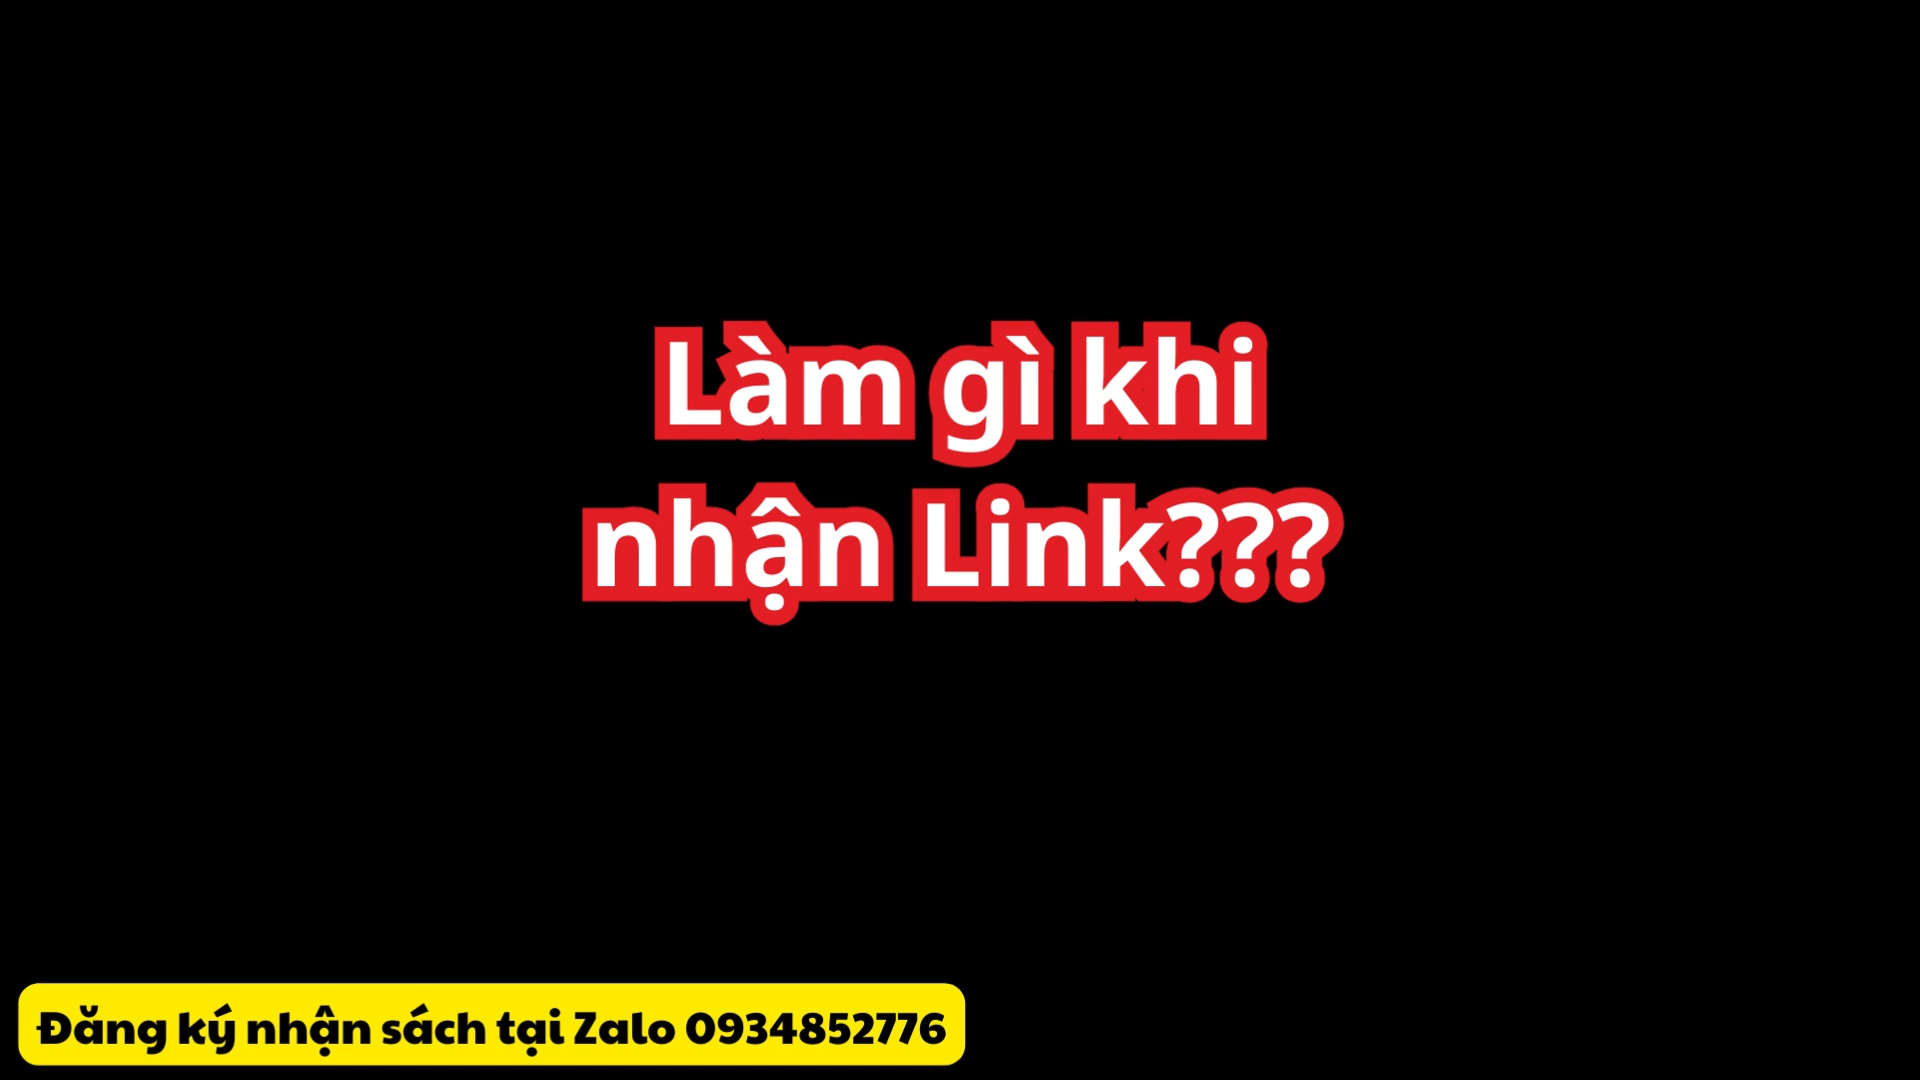 Làm gì khi
nhận Link???
Đăng ký nhận sách tại Zalo 0934852776